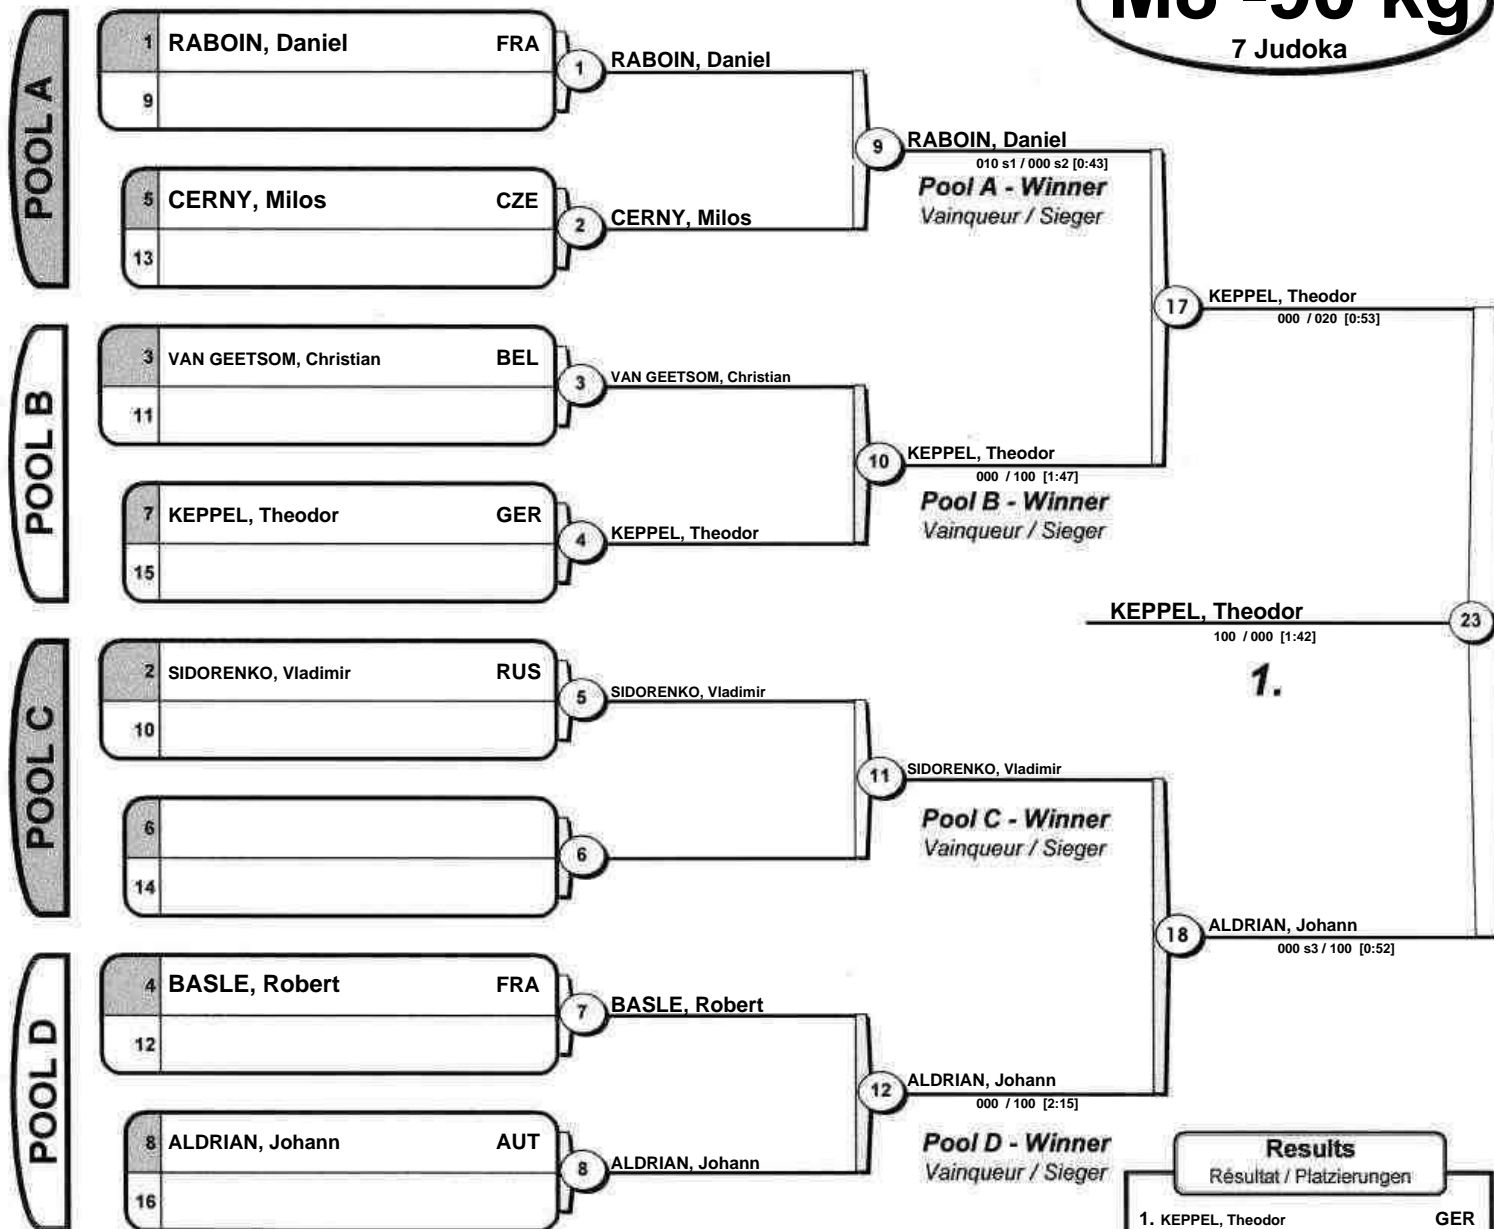 M8 -90 kg
7 Judoka
POOL A
1 RABOIN, Daniel FRA
9
1 RABOIN, Daniel
5 CERNY, Milos CZE
13
2 CERNY, Milos
9 RABOIN, Daniel
010 s1 / 000 s2 [0:43]
Pool A - Winner
Vainqueur / Sieger
POOL B
3 VAN GEETSOM, Christian BEL
11
3 VAN GEETSOM, Christian
7 KEPPEL, Theodor GER
15
4 KEPPEL, Theodor
10 KEPPEL, Theodor
000 / 100 [1:47]
Pool B - Winner
Vainqueur / Sieger
17 KEPPEL, Theodor
000 / 020 [0:53]
KEPPEL, Theodor 23
100 / 000 [1:42]
1.
POOL C
2 SIDORENKO, Vladimir RUS
10
5 SIDORENKO, Vladimir
6
14
6
11 SIDORENKO, Vladimir
Pool C - Winner
Vainqueur / Sieger
18 ALDRIAN, Johann
000 s3 / 100 [0:52]
POOL D
4 BASLE, Robert FRA
12
7 BASLE, Robert
8 ALDRIAN, Johann AUT
16
8 ALDRIAN, Johann
12 ALDRIAN, Johann
000 / 100 [2:15]
Pool D - Winner
Vainqueur / Sieger
Results
Résultat / Platzierungen
1. KEPPEL, Theodor GER